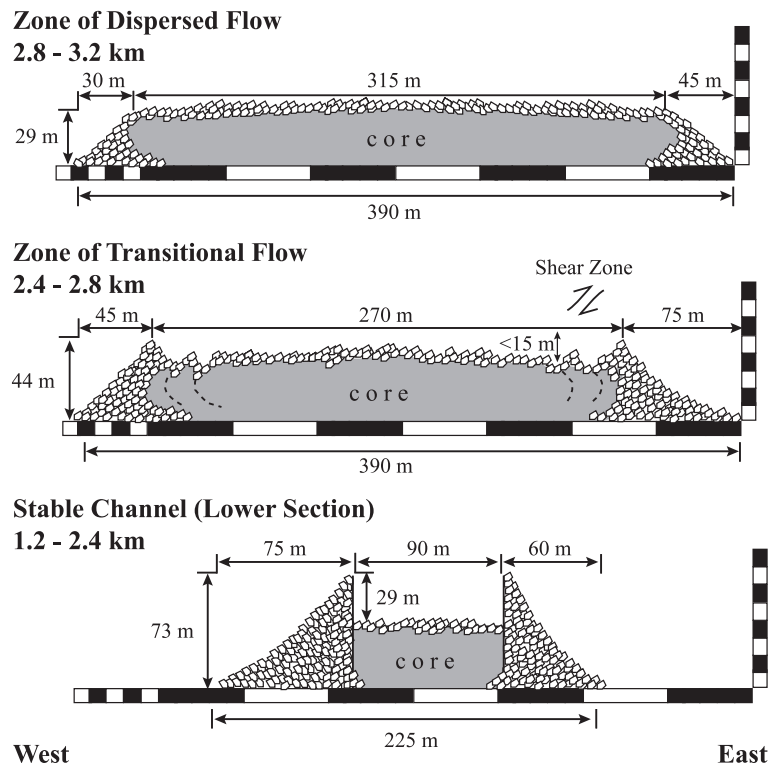 Zone of Dispersed Flow
2.8 - 3.2 km
30 m
315 m
45 m
29 m
core
390 m
Zone of Transitional Flow
2.4 - 2.8 km
Shear Zone
45 m
270 m
75 m
<15 m
44 m
core
390 m
Stable Channel (Lower Section)
1.2 - 2.4 km
75 m
90 m
60 m
29 m
73 m
core
225 m
West
East